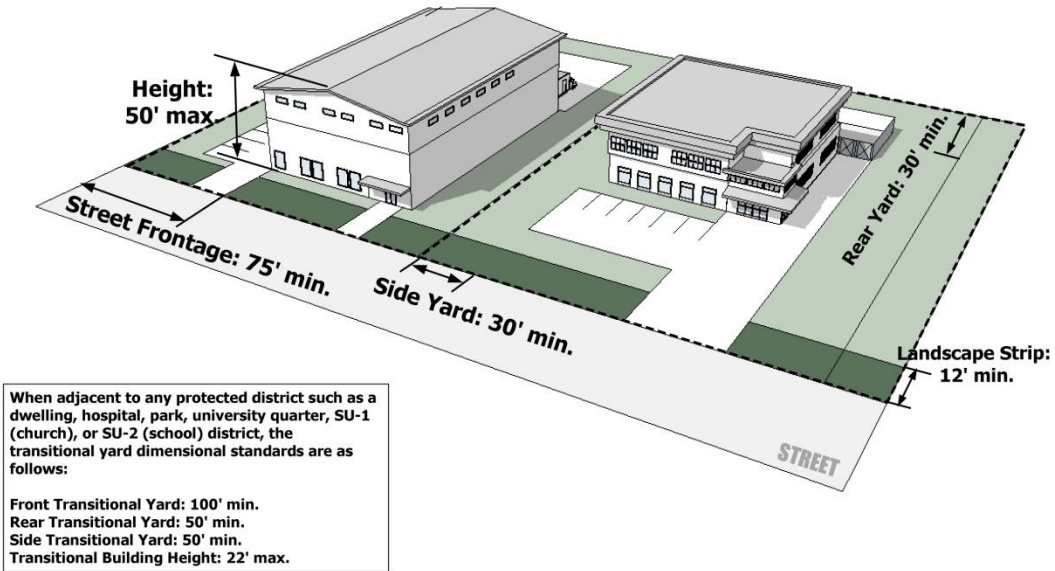 Height:
50' max.
Street Frontage: 75' min.
Side Yard: 30' min.
Rear Yard: 30' min.
Landscape Strip:
12' min.
STREET
When adjacent to any protected district such as a
dwelling, hospital, park, university quarter, SU-1
(church), or SU-2 (school) district, the
transitional yard dimensional standards are as
follows:
Front Transitional Yard: 100' min.
Rear Transitional Yard: 50' min.
Side Transitional Yard: 50' min.
Transitional Building Height: 22' max.